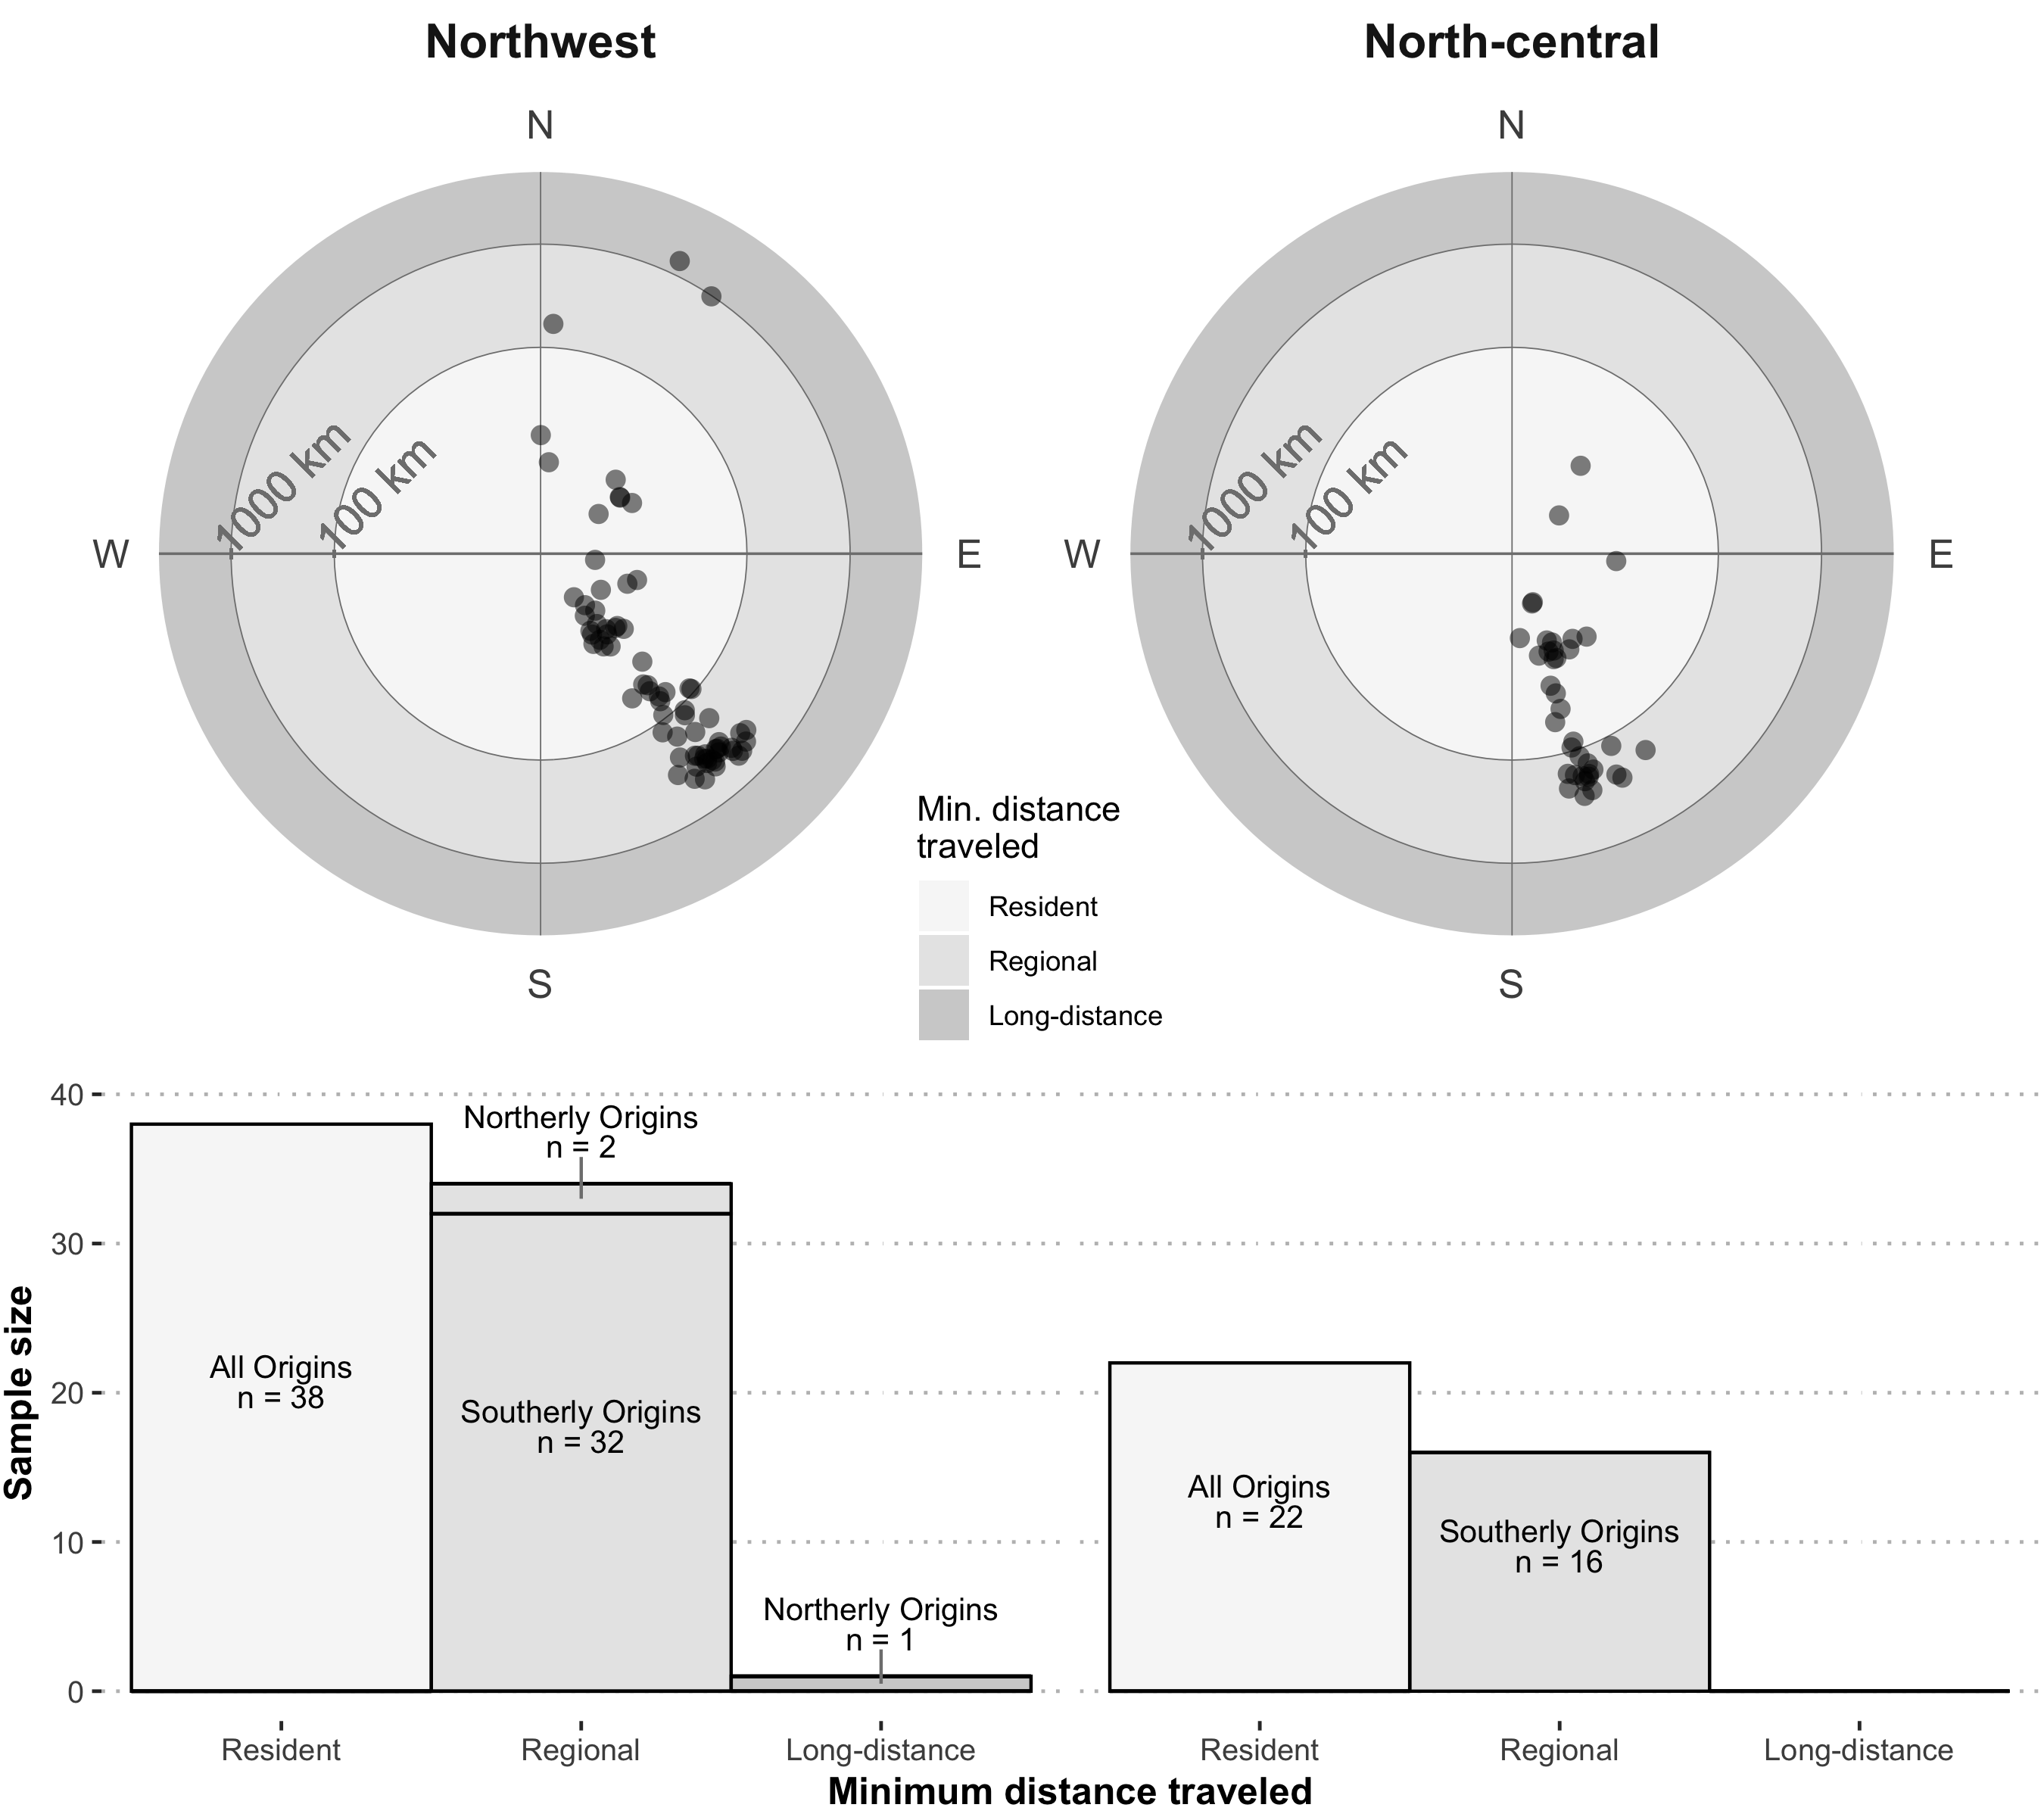 Northwest
North-central
N
N
1000 km
100 km
1000 km
100 km
W
E
W
E
S
S
Min. distance
traveled
Resident
Regional
Long-distance
40
30
20
10
0
Sample size
Northerly Origins
n = 2
All Origins
n = 38
Southerly Origins
n = 32
Northerly Origins
n = 1
All Origins
n = 22
Southerly Origins
n = 16
Resident
Regional
Long-distance
Resident
Regional
Long-distance
Minimum distance traveled